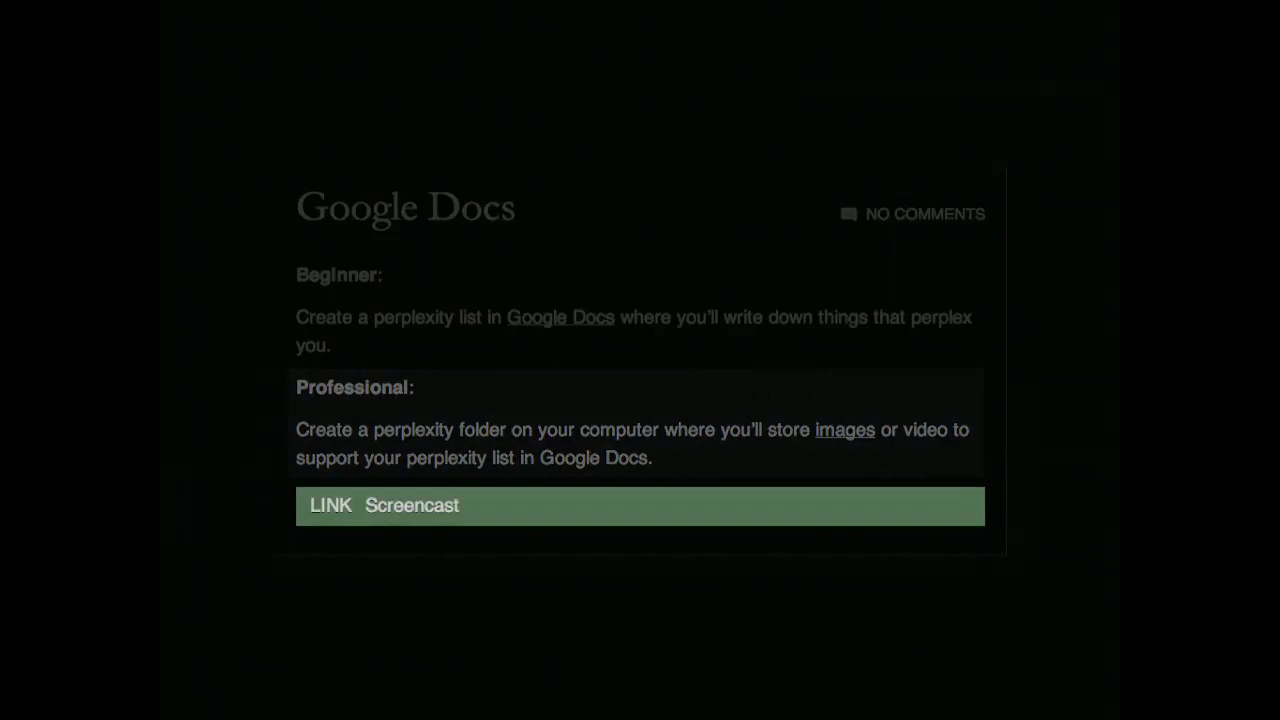 Google Docs
NO COMMENTS
Beginner:
Create a perplexity list in Google Docs where you'll write down things that perplex
you.
Professional:
Create a perplexity folder on your computer where you'll store images or video to
support your perplexity list in Google Docs.
LINK Screencast